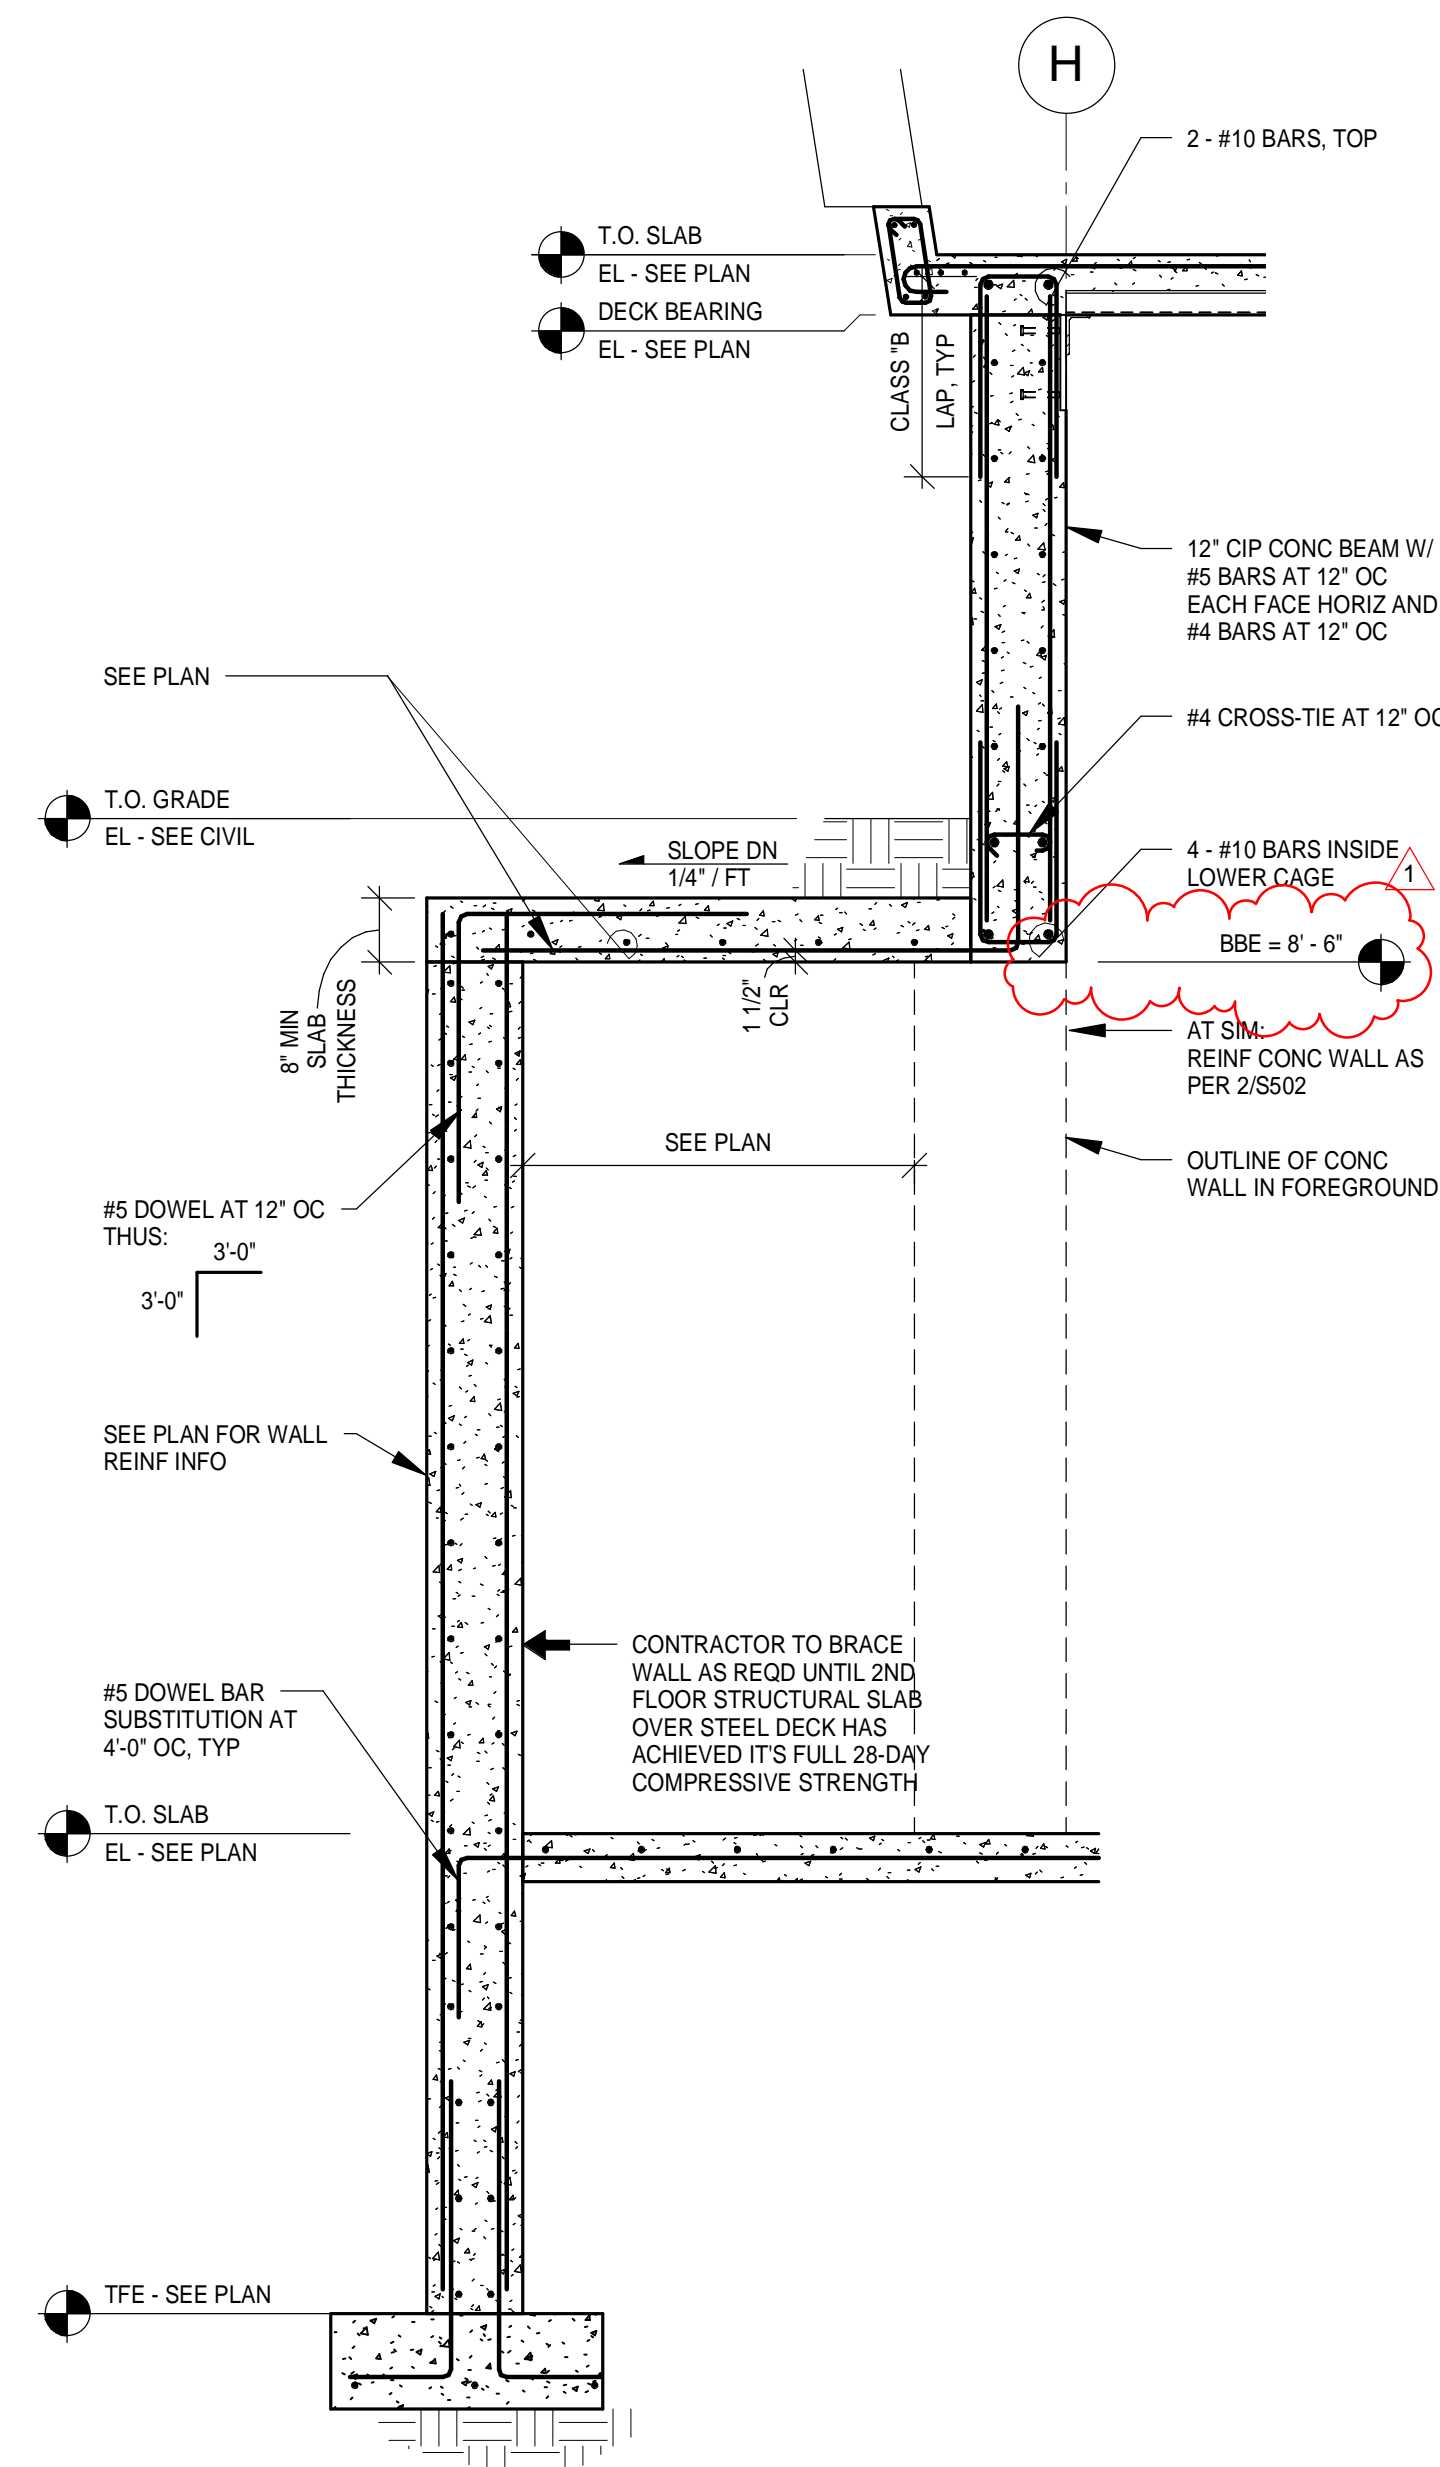 H
2 - #10 BARS, TOP
T.O. SLAB
EL - SEE PLAN
DECK BEARING
EL - SEE PLAN
CLASS "B
LAP, TYP
12" CIP CONC BEAM W/
#5 BARS AT 12" OC
EACH FACE HORIZ AND
#4 BARS AT 12" OC
SEE PLAN
#4 CROSS-TIE AT 12" OC
T.O. GRADE
EL - SEE CIVIL
SLOPE DN
1/4" / FT
4 - #10 BARS INSIDE
LOWER CAGE
1
BBE = 8' - 6"
8" MIN
SLAB
THICKNESS
1 1/2"
CLR
AT SIM:
REINF CONC WALL AS
PER 2/S502
SEE PLAN
OUTLINE OF CONC
WALL IN FOREGROUND
#5 DOWEL AT 12" OC
THUS:
3'-0"
3'-0"
SEE PLAN FOR WALL
REINF INFO
CONTRACTOR TO BRACE
WALL AS REQD UNTIL 2ND
FLOOR STRUCTURAL SLAB
OVER STEEL DECK HAS
ACHIEVED IT'S FULL 28-DAY
COMPRESSIVE STRENGTH
#5 DOWEL BAR
SUBSTITUTION AT
4'-0" OC, TYP
T.O. SLAB
EL - SEE PLAN
TFE - SEE PLAN